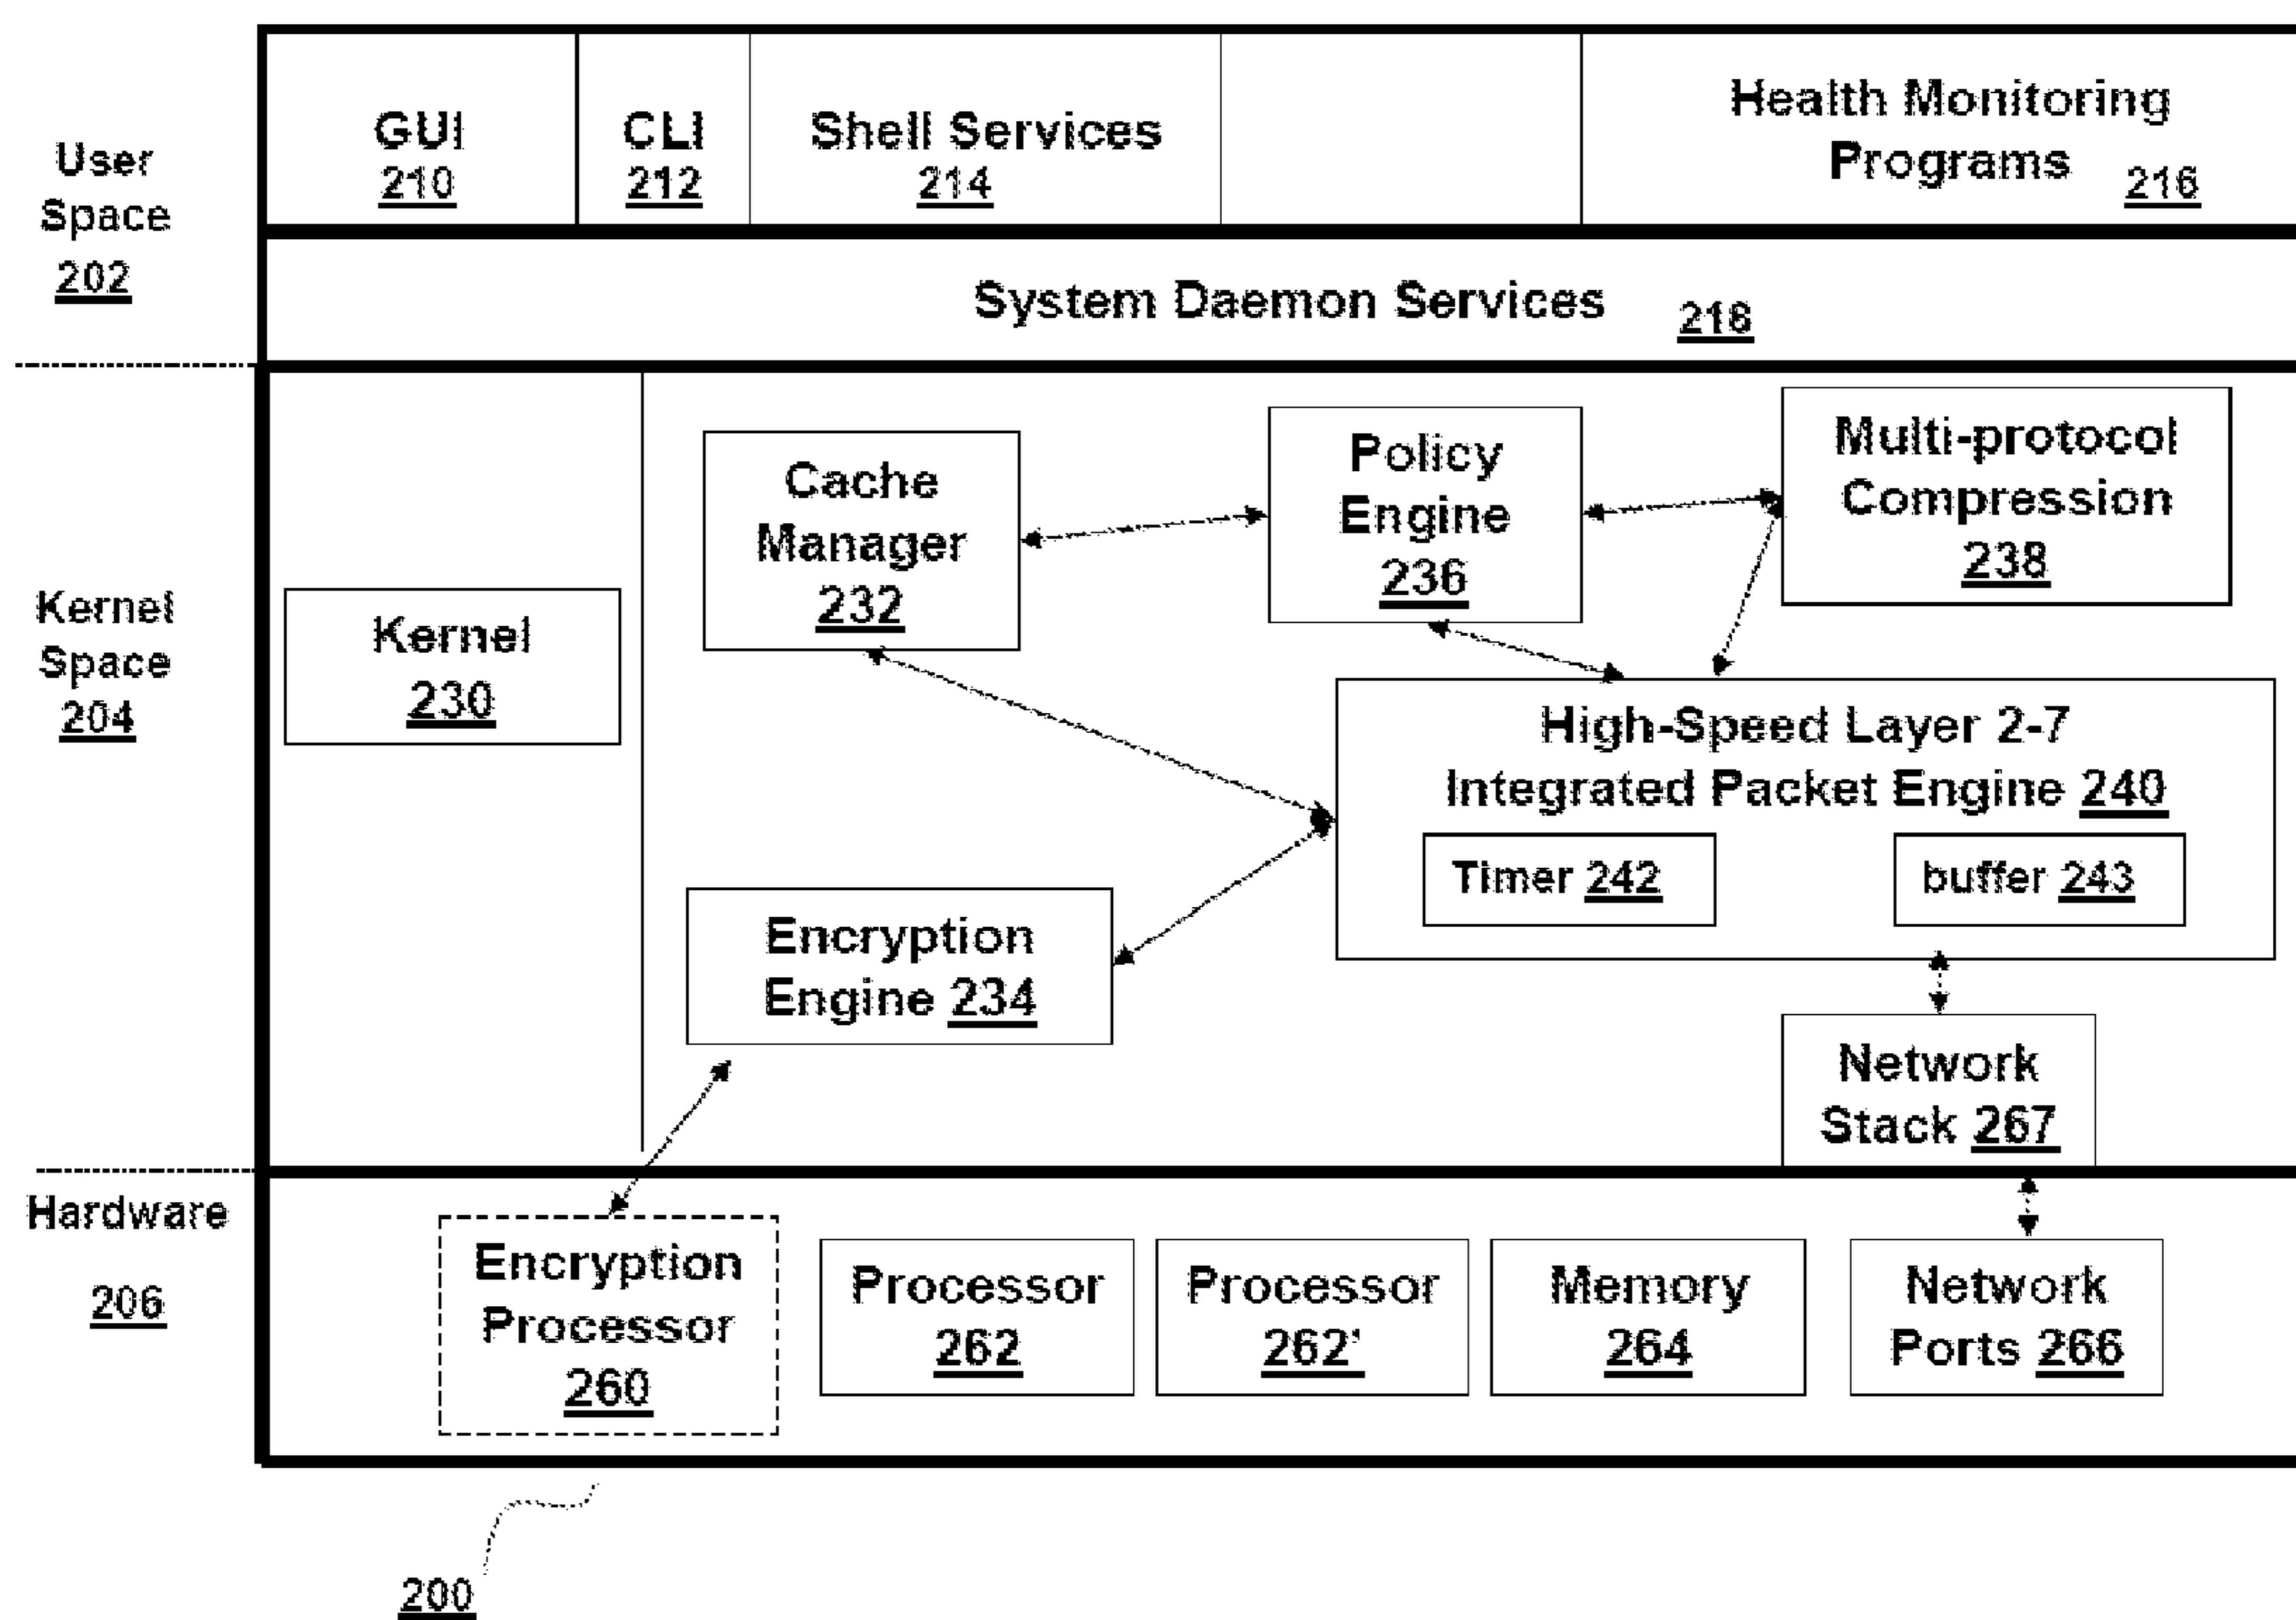 GUI
210
CLI
212
Shell Services
214
Health Monitoring
Programs 216
User
Space
202
System Daemon Services 218
Kernel
Space
204
Kernel
230
Cache
Manager
232
Policy
Engine
236
Multi-protocol
Compression
238
High-Speed Layer 2-7
Integrated Packet Engine 240
Timer 242
buffer 243
Encryption
Engine 234
Network
Stack 267
Hardware
206
Encryption
Processor
260
Processor
262
Processor
262'
Memory
264
Network
Ports 266
200